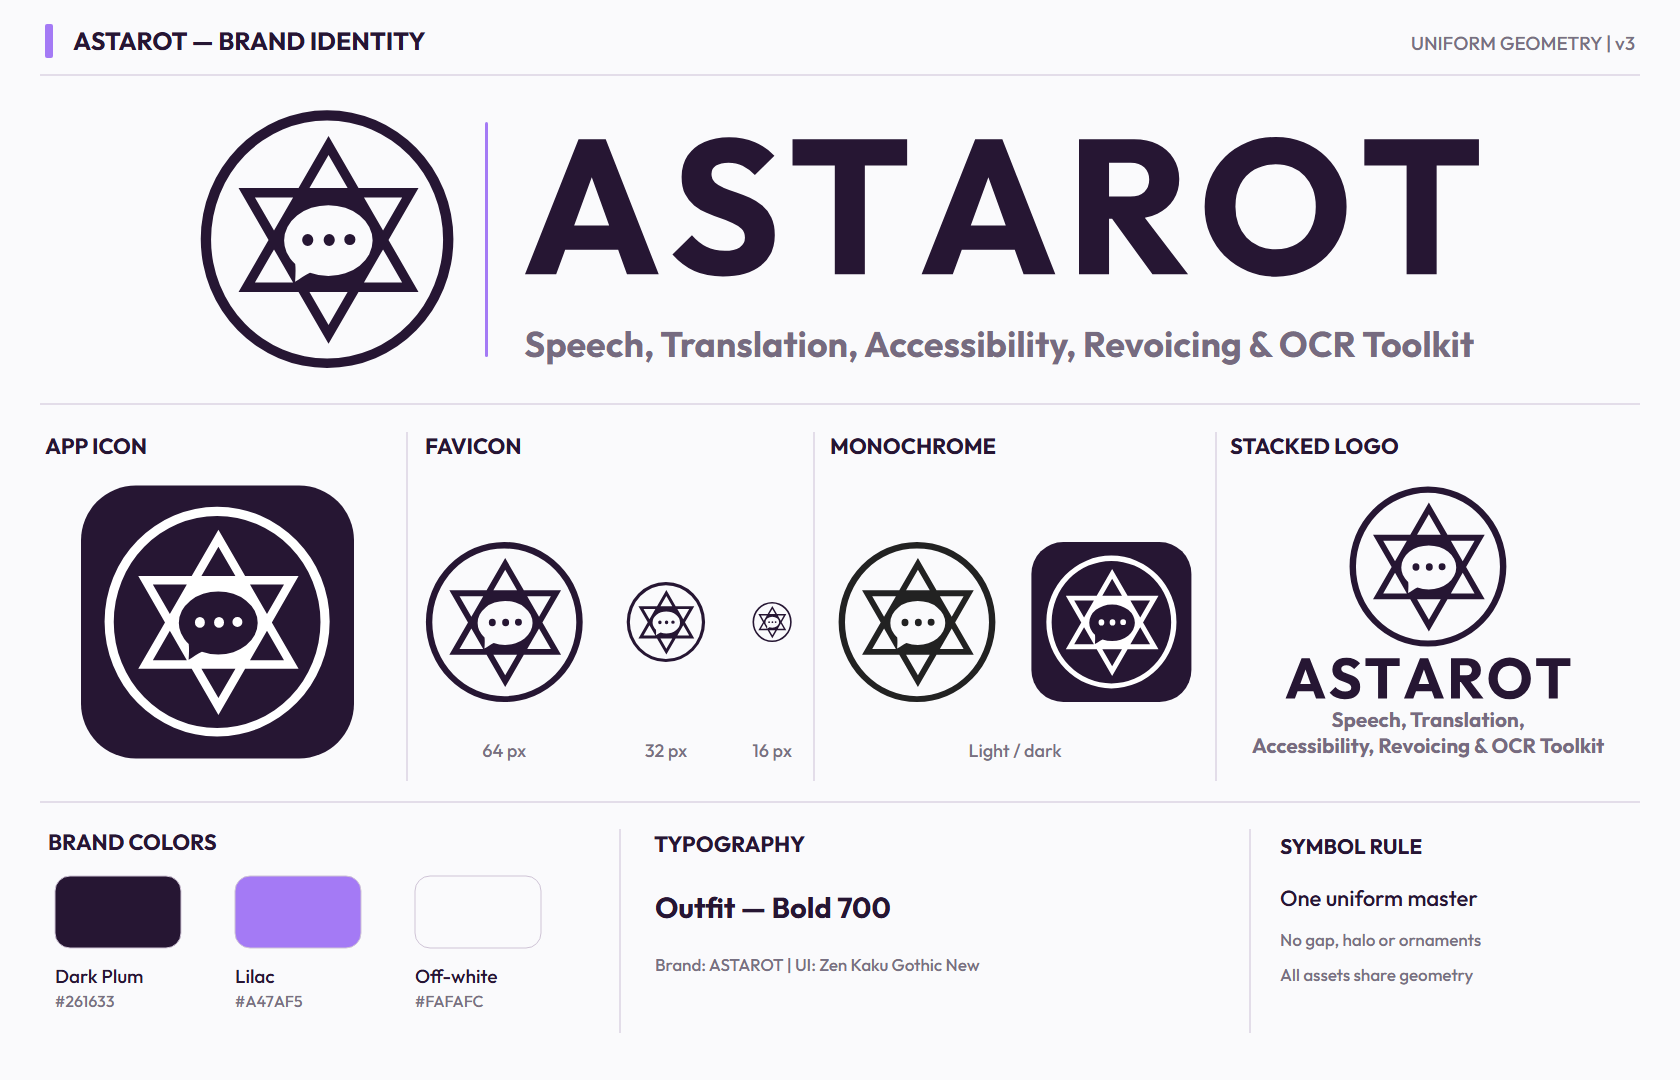 ASTAROT — BRAND IDENTITY
UNIFORM GEOMETRY | v3
ASTAROT
Speech, Translation, Accessibility, Revoicing & OCR Toolkit
APP ICON
FAVICON
64 px
32 px
16 px
MONOCHROME
Light / dark
STACKED LOGO
ASTAROT
Speech, Translation,
Accessibility, Revoicing & OCR Toolkit
BRAND COLORS
Dark Plum
#261633
Lilac
#A47AF5
Off-white
#FAFAFC
TYPOGRAPHY
Outfit — Bold 700
Brand: ASTAROT | UI: Zen Kaku Gothic New
SYMBOL RULE
One uniform master
No gap, halo or ornaments
All assets share geometry